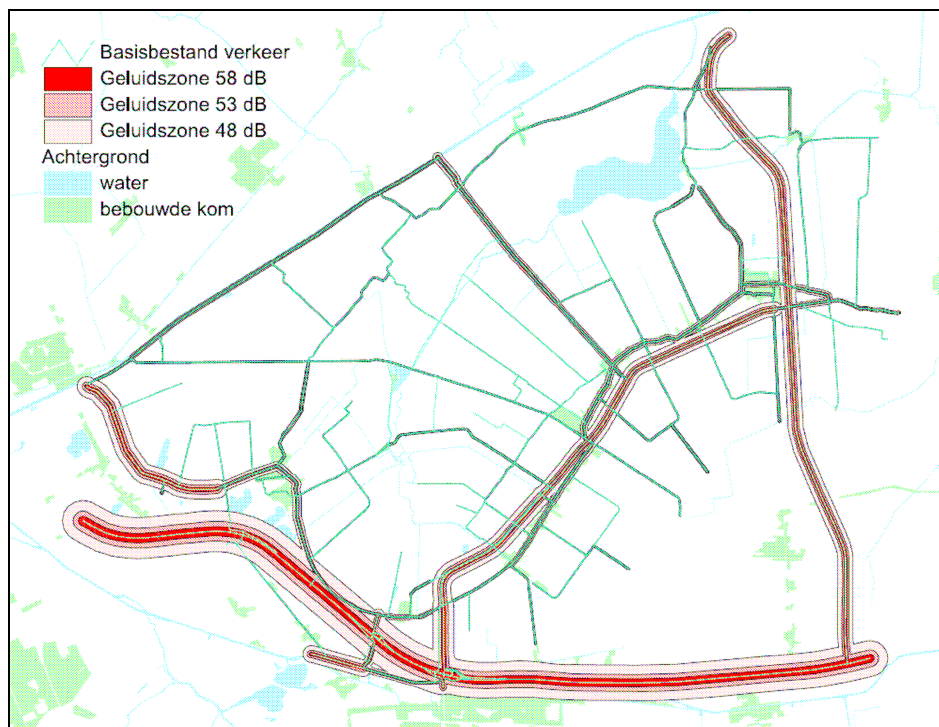 Basisbestand verkeer
Geluidszone 58 dB
Geluidszone 53 dB
Geluidszone 48 dB
Achtergrond
water
bebouwde kom